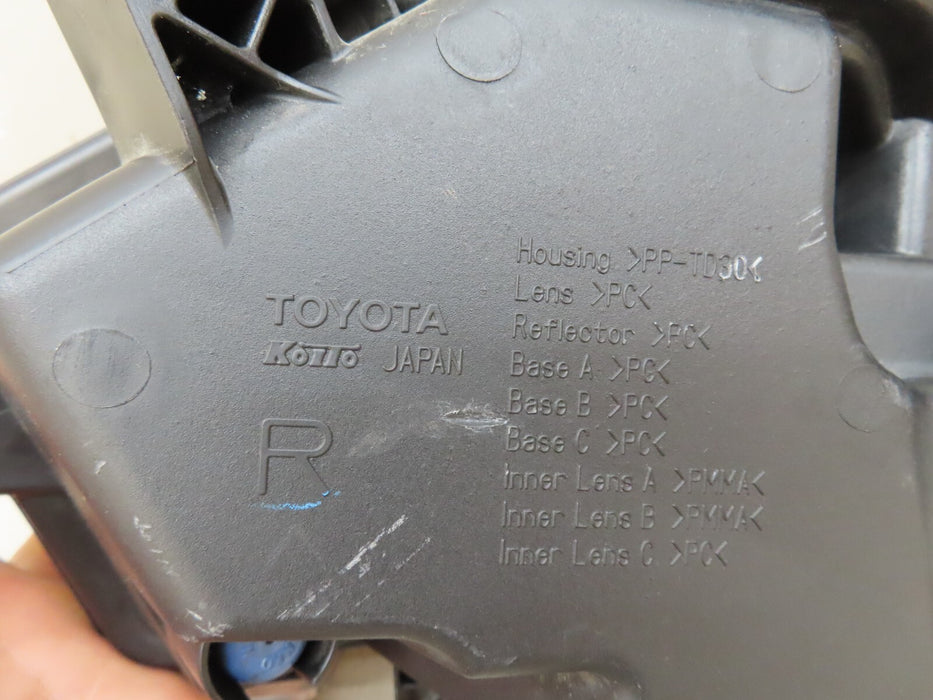 TOYOTA
KOITO JAPAN
R
Housing >PP-TD30<
Lens >PC<
Reflector >PC<
Base A >PC<
Base B >PC<
Base C >PC<
Inner Lens A >PMMA<
Inner Lens B >PMMA<
Inner Lens C >PC<